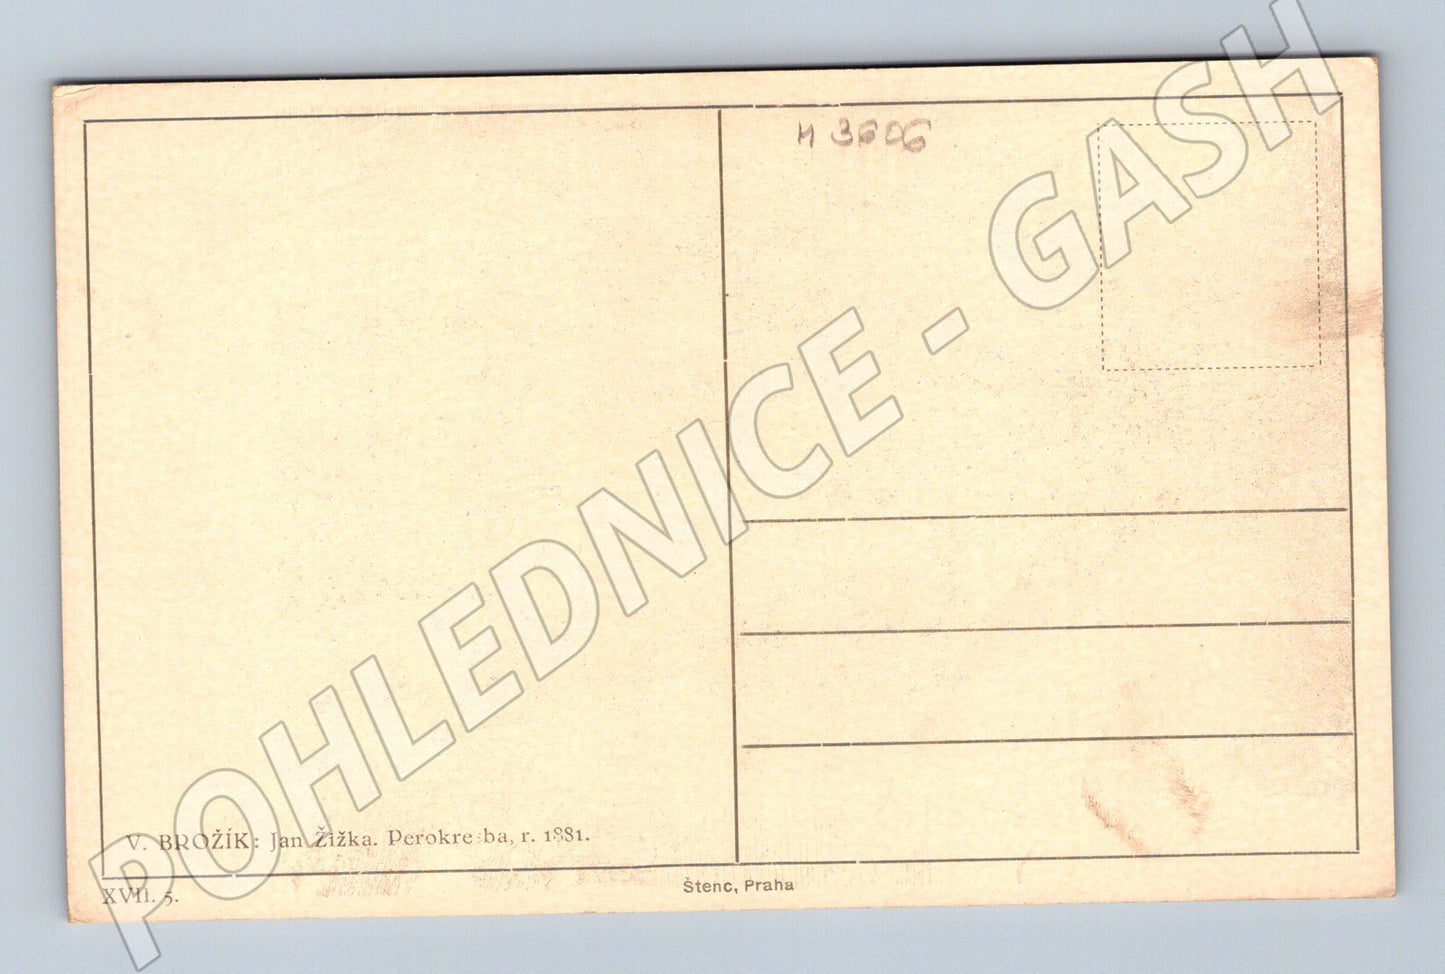 H 3606
POHLEDNICE - GASH
V. BROŽÍK: Jan Žižka. Perokresba, r. 1881.
XVII. 5.
Štenc, Praha